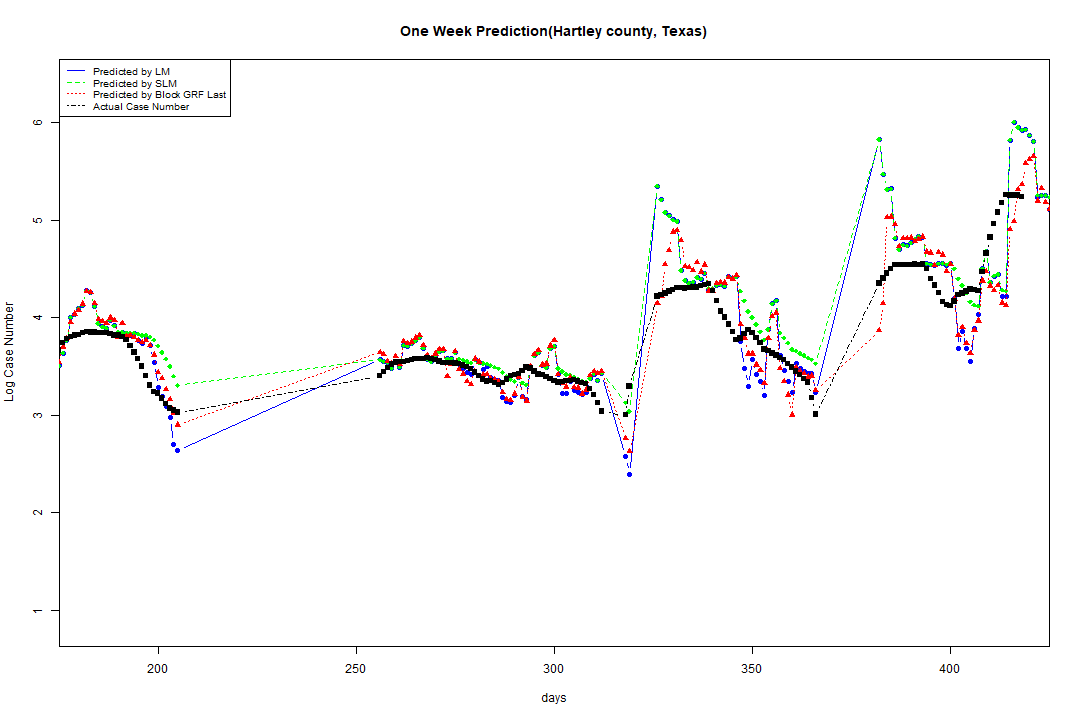 One Week Prediction(Hartley county, Texas)
Predicted by LM
Predicted by SLM
Predicted by Block GRF Last
Actual Case Number
Log Case Number
6
5
4
3
2
1
200
250
300
350
400
days